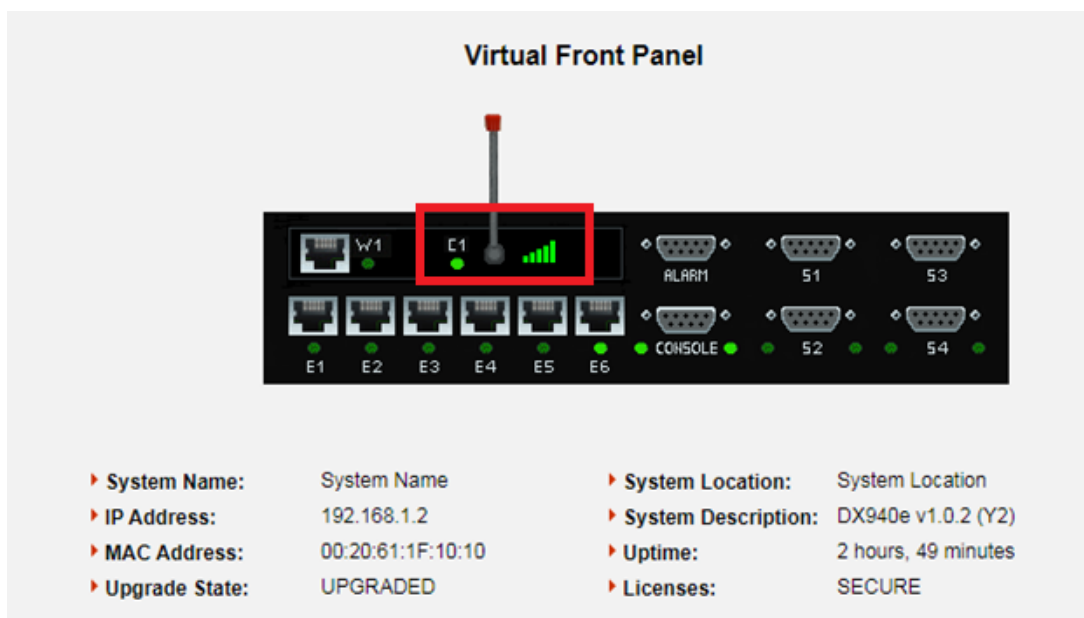 Virtual Front Panel
W1 C1
ALARM S1 S3
CONSOLE S2 S4
E1 E2 E3 E4 E5 E6
System Name: System Name System Location: System Location
IP Address: 192.168.1.2 System Description: DX940e v1.0.2 (Y2)
MAC Address: 00:20:61:1F:10:10 Uptime: 2 hours, 49 minutes
Upgrade State: UPGRADED Licenses: SECURE